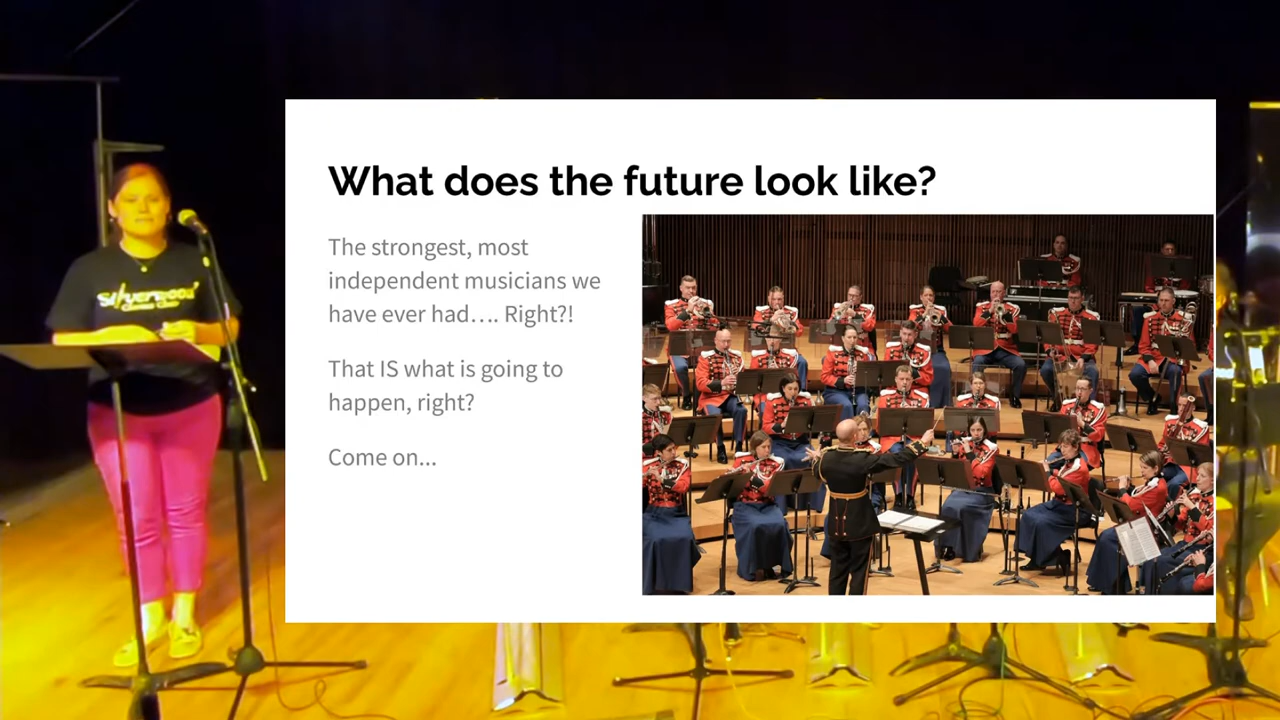 What does the future look like?
The strongest, most
independent musicians we
have ever had…. Right?!
That IS what is going to
happen, right?
Come on...